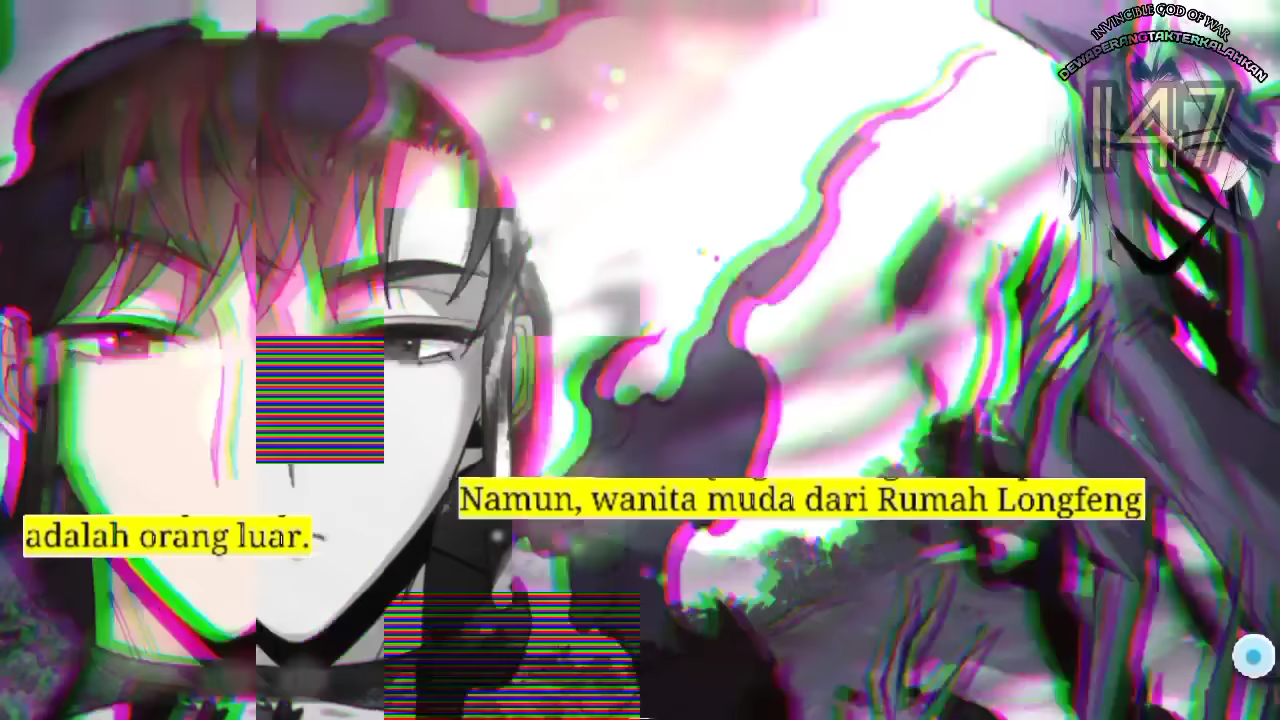 INVINCIBLE GOD OF WAR
DEWAPERANGTAKTERKALAHKAN
147
Namun, wanita muda dari Rumah Longfeng
adalah orang luar.